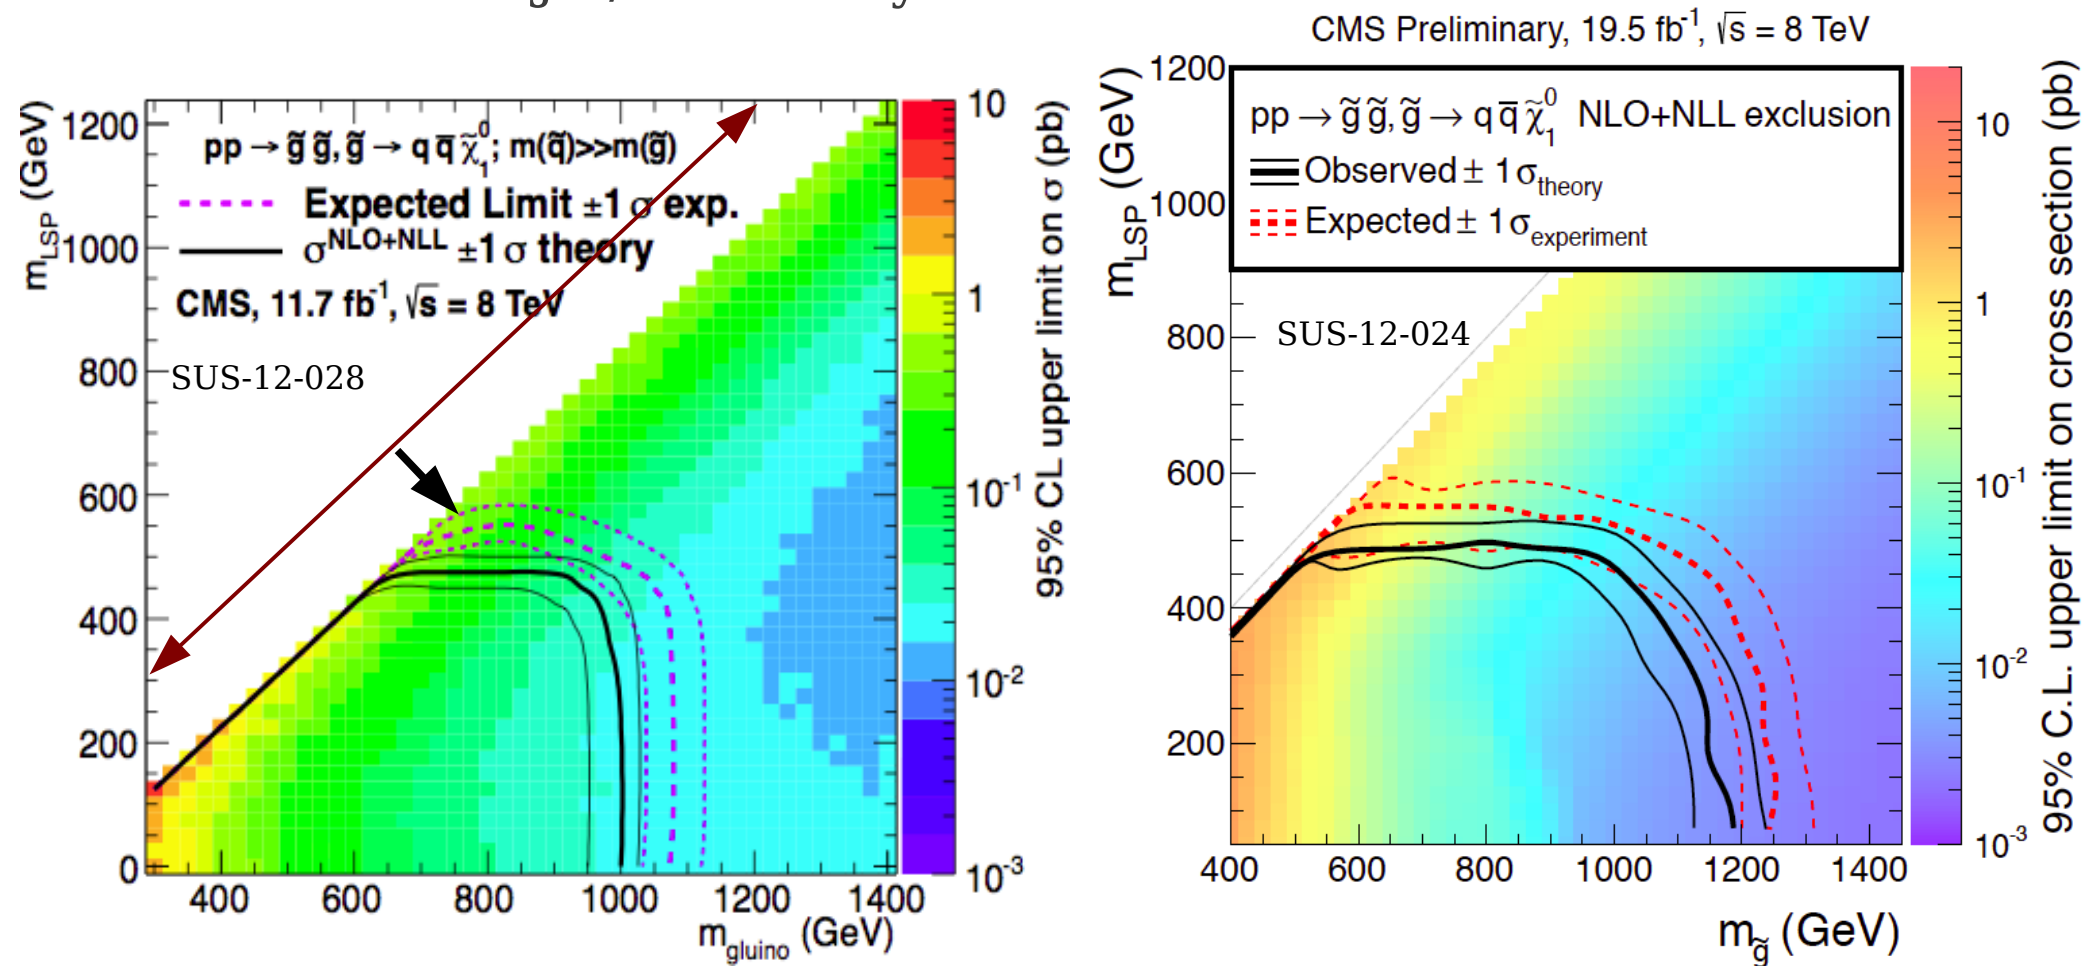 pp → g̃ g̃, g̃ → q q̄ χ̃⁰₁; m(q̃)>>m(g̃)
Expected Limit ±1 σ exp.
σ^NLO+NLL ±1 σ theory
CMS, 11.7 fb⁻¹, √s = 8 TeV
SUS-12-028
m_LSP (GeV)
1200
1000
800
600
400
200
0
400 600 800 1000 1200 1400
m_gluino (GeV)
10
1
10⁻¹
10⁻²
10⁻³
95% CL upper limit on σ (pb)
CMS Preliminary, 19.5 fb⁻¹, √s = 8 TeV
pp → g̃ g̃, g̃ → q q̄ χ̃⁰₁ NLO+NLL exclusion
Observed ± 1 σ_theory
Expected ± 1 σ_experiment
SUS-12-024
m_LSP (GeV)
1200
1000
800
600
400
200
400 600 800 1000 1200 1400
m_g̃ (GeV)
10
1
10⁻¹
10⁻²
10⁻³
95% C.L. upper limit on cross section (pb)